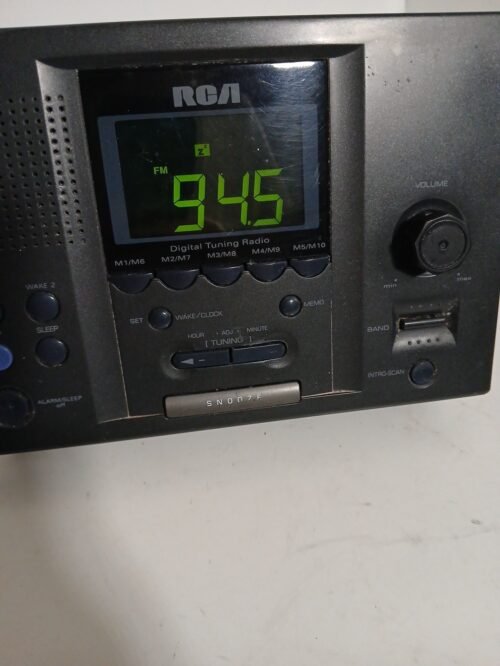 RCA
z
FM
94.5
Digital Tuning Radio
M1/M6 M2/M7 M3/M8 M4/M9 M5/M10
VOLUME
min max
WAKE 2
SLEEP
ALARM/SLEEP
off
SET WAKE/CLOCK
MEMO
HOUR • ADJ • MINUTE
[ TUNING ]
SNOOZE
BAND
INTRO-SCAN